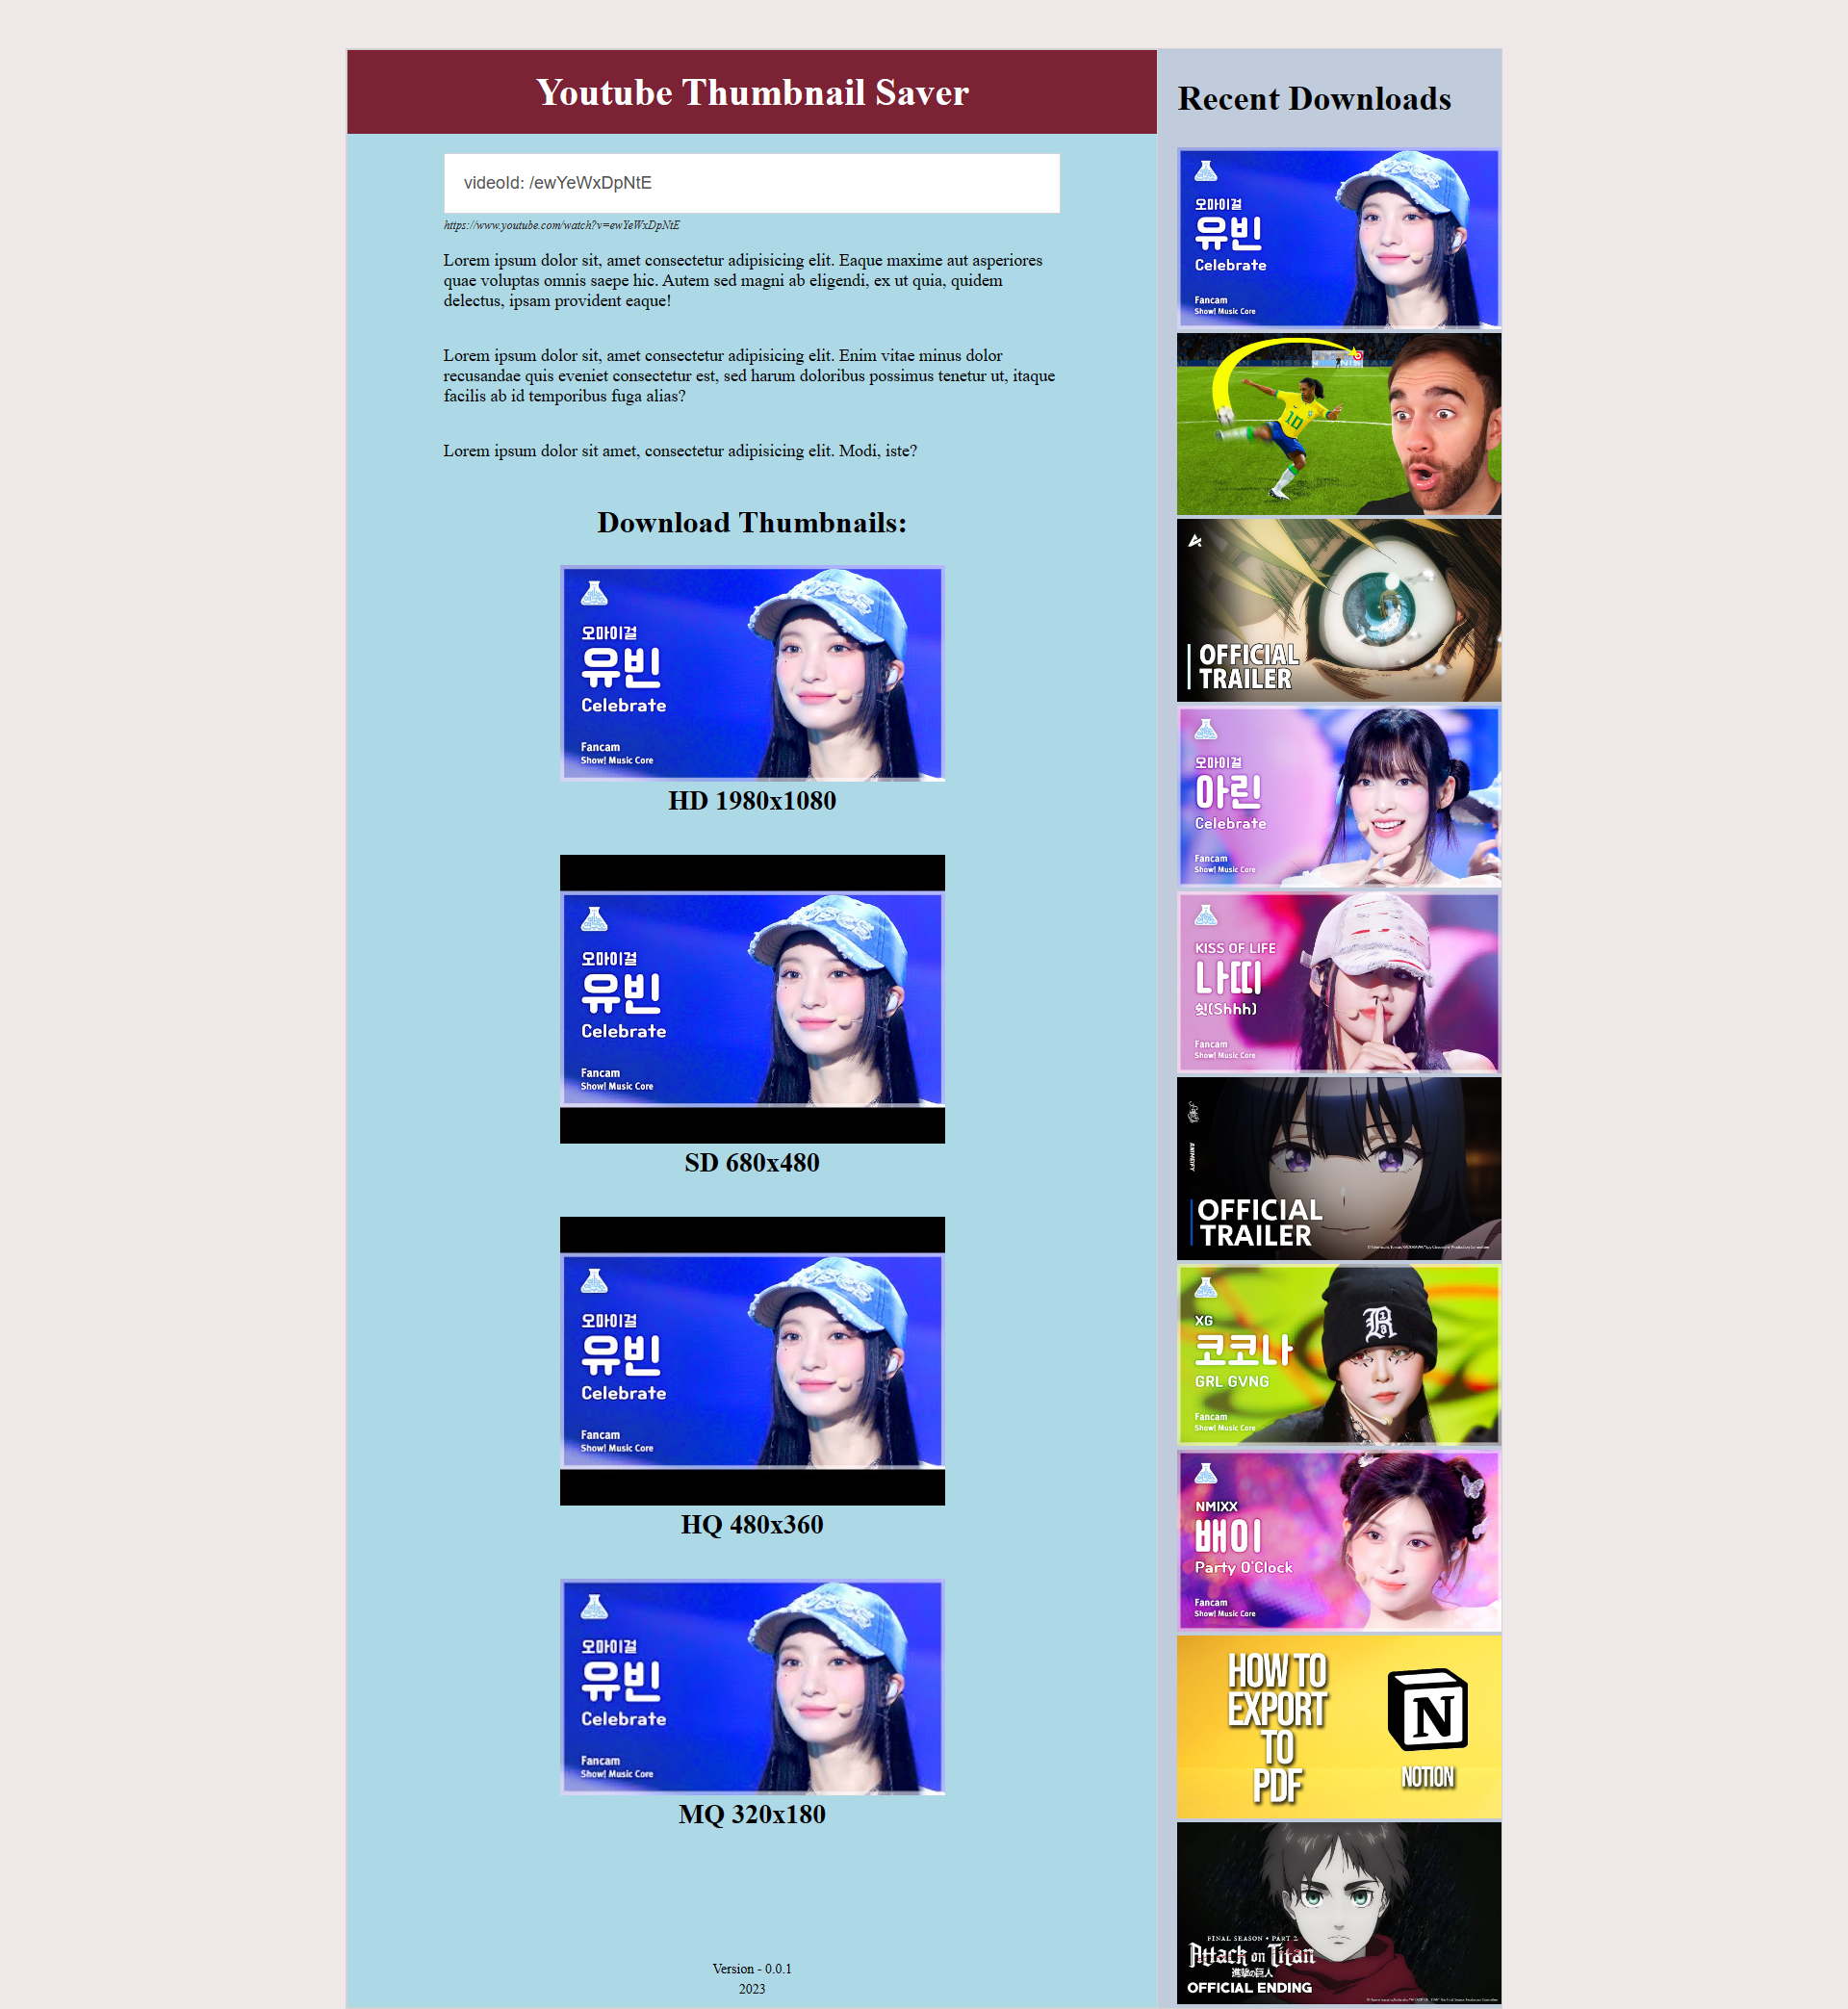 Youtube Thumbnail Saver
videoId: /ewYeWxDpNtE
https://www.youtube.com/watch?v=ewYeWxDpNtE
Lorem ipsum dolor sit, amet consectetur adipisicing elit. Eaque maxime aut asperiores
quae voluptas omnis saepe hic. Autem sed magni ab eligendi, ex ut quia, quidem
delectus, ipsam provident eaque!
Lorem ipsum dolor sit, amet consectetur adipisicing elit. Enim vitae minus dolor
recusandae quis eveniet consectetur est, sed harum doloribus possimus tenetur ut, itaque
facilis ab id temporibus fuga alias?
Lorem ipsum dolor sit amet, consectetur adipisicing elit. Modi, iste?
Download Thumbnails:
오마이걸
유빈
Celebrate
Fancam
Show! Music Core
HD 1980x1080
오마이걸
유빈
Celebrate
Fancam
Show! Music Core
SD 680x480
오마이걸
유빈
Celebrate
Fancam
Show! Music Core
HQ 480x360
오마이걸
유빈
Celebrate
Fancam
Show! Music Core
MQ 320x180
Version - 0.0.1
2023
Recent Downloads
오마이걸
유빈
Celebrate
Fancam
Show! Music Core
NISSAN NISSAN
10
OFFICIAL
TRAILER
오마이걸
아린
Celebrate
Fancam
Show! Music Core
KISS OF LIFE
나띠
쉿(Shhh)
Fancam
Show! Music Core
OFFICIAL
TRAILER
XG
코코나
GRL GVNG
Fancam
Show! Music Core
NMIXX
배이
Party O'Clock
Fancam
Show! Music Core
HOW TO
EXPORT
TO
PDF
N
NOTION
FINAL SEASON • PART 2
Attack on Titan
進撃の巨人
OFFICIAL ENDING